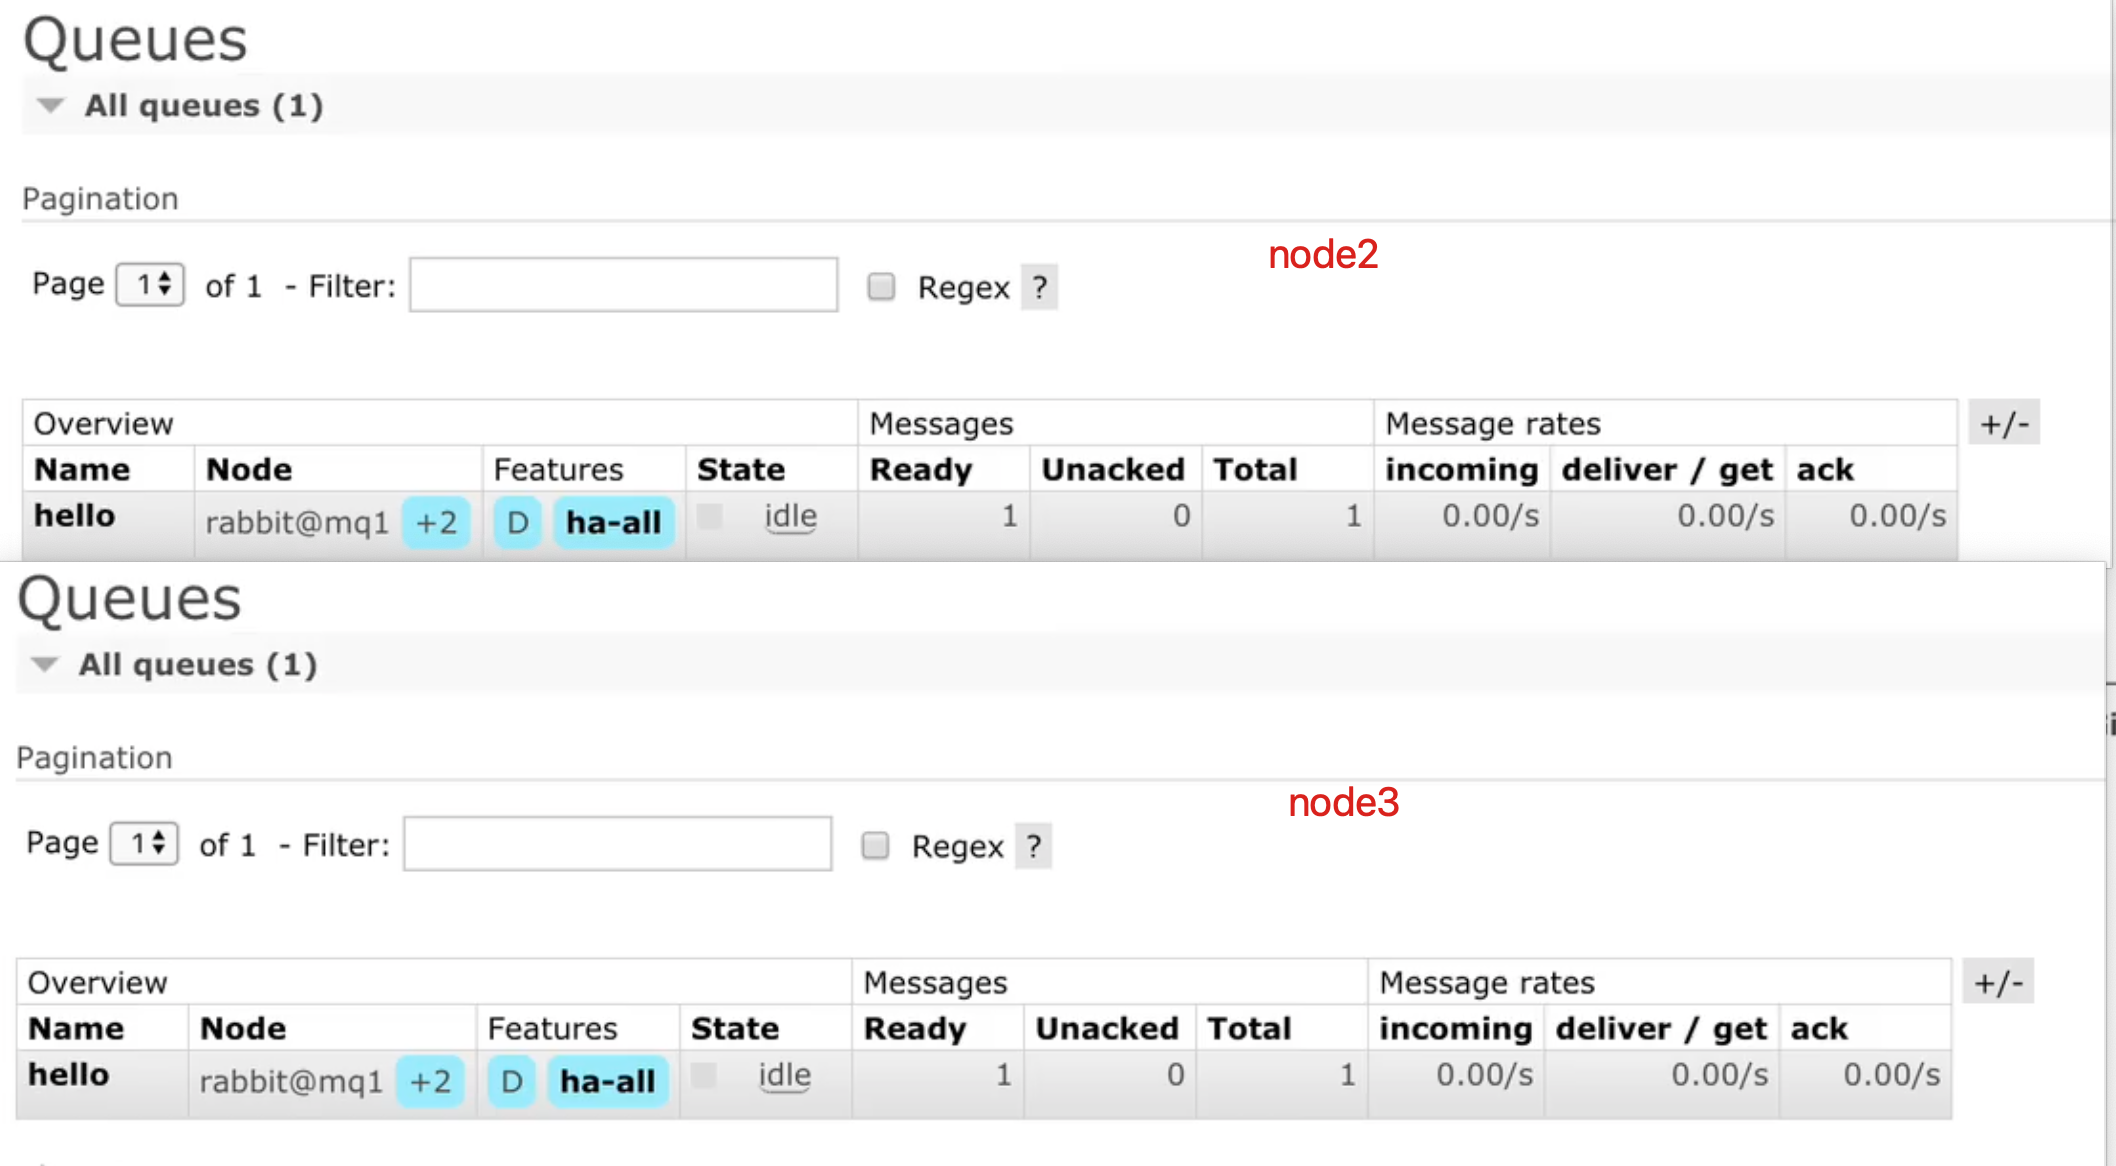 Queues
All queues (1)
Pagination
node2
Page 1 of 1 - Filter: Regex ?
Overview Messages Message rates +/-
Name Node Features State Ready Unacked Total incoming deliver / get ack
hello rabbit@mq1 +2 D ha-all idle 1 0 1 0.00/s 0.00/s 0.00/s
Queues
All queues (1)
Pagination
node3
Page 1 of 1 - Filter: Regex ?
Overview Messages Message rates +/-
Name Node Features State Ready Unacked Total incoming deliver / get ack
hello rabbit@mq1 +2 D ha-all idle 1 0 1 0.00/s 0.00/s 0.00/s